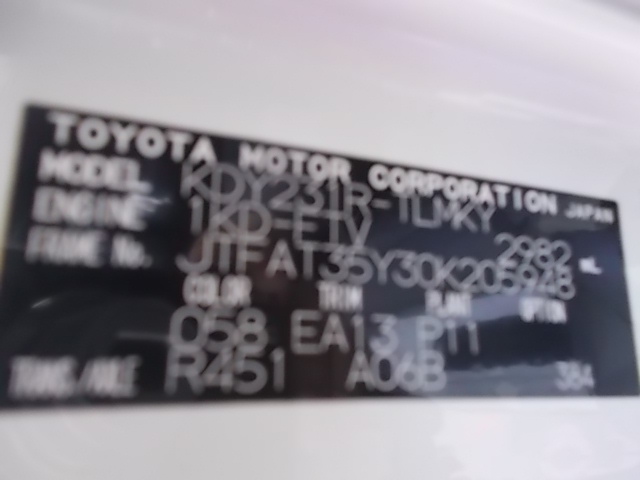 TOYOTA MOTOR CORPORATION JAPAN
MODEL KDY231R-TLMKY
ENGINE 1KD-FTV 2982 mL
FRAME No. JTFAT35Y30K205948
COLOR TRIM PLANT OPTION
058 EA13 P11
TRANS/AXLE R451 A06B 384